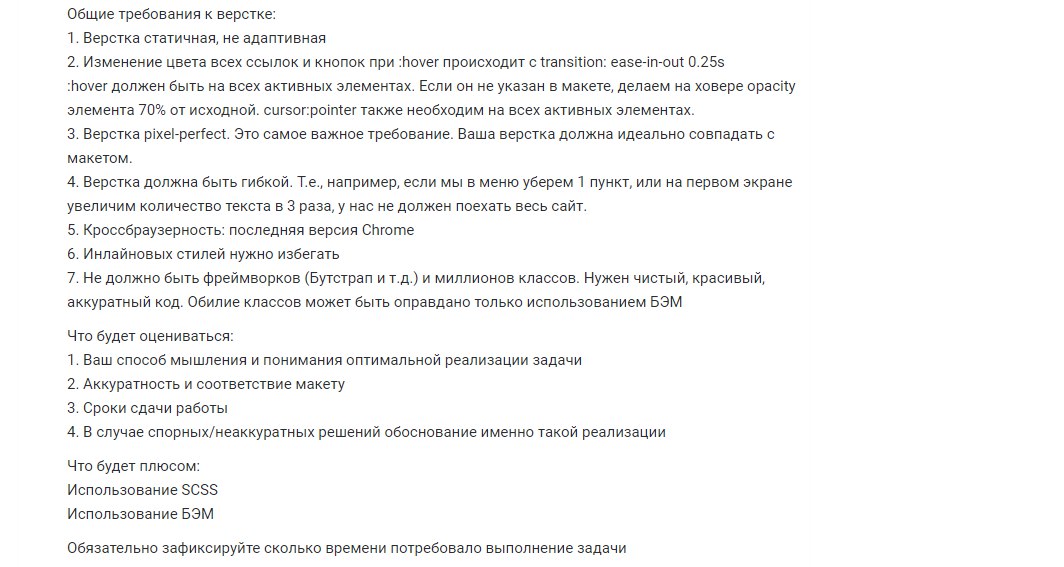 Общие требования к верстке:
1. Верстка статичная, не адаптивная
2. Изменение цвета всех ссылок и кнопок при :hover происходит с transition: ease-in-out 0.25s
:hover должен быть на всех активных элементах. Если он не указан в макете, делаем на ховере opacity
элемента 70% от исходной. cursor:pointer также необходим на всех активных элементах.
3. Верстка pixel-perfect. Это самое важное требование. Ваша верстка должна идеально совпадать с
макетом.
4. Верстка должна быть гибкой. Т.е., например, если мы в меню уберем 1 пункт, или на первом экране
увеличим количество текста в 3 раза, у нас не должен поехать весь сайт.
5. Кроссбраузерность: последняя версия Chrome
6. Инлайновых стилей нужно избегать
7. Не должно быть фреймворков (Бутстрап и т.д.) и миллионов классов. Нужен чистый, красивый,
аккуратный код. Обилие классов может быть оправдано только использованием БЭМ
Что будет оцениваться:
1. Ваш способ мышления и понимания оптимальной реализации задачи
2. Аккуратность и соответствие макету
3. Сроки сдачи работы
4. В случае спорных/неаккуратных решений обоснование именно такой реализации
Что будет плюсом:
Использование SCSS
Использование БЭМ
Обязательно зафиксируйте сколько времени потребовало выполнение задачи